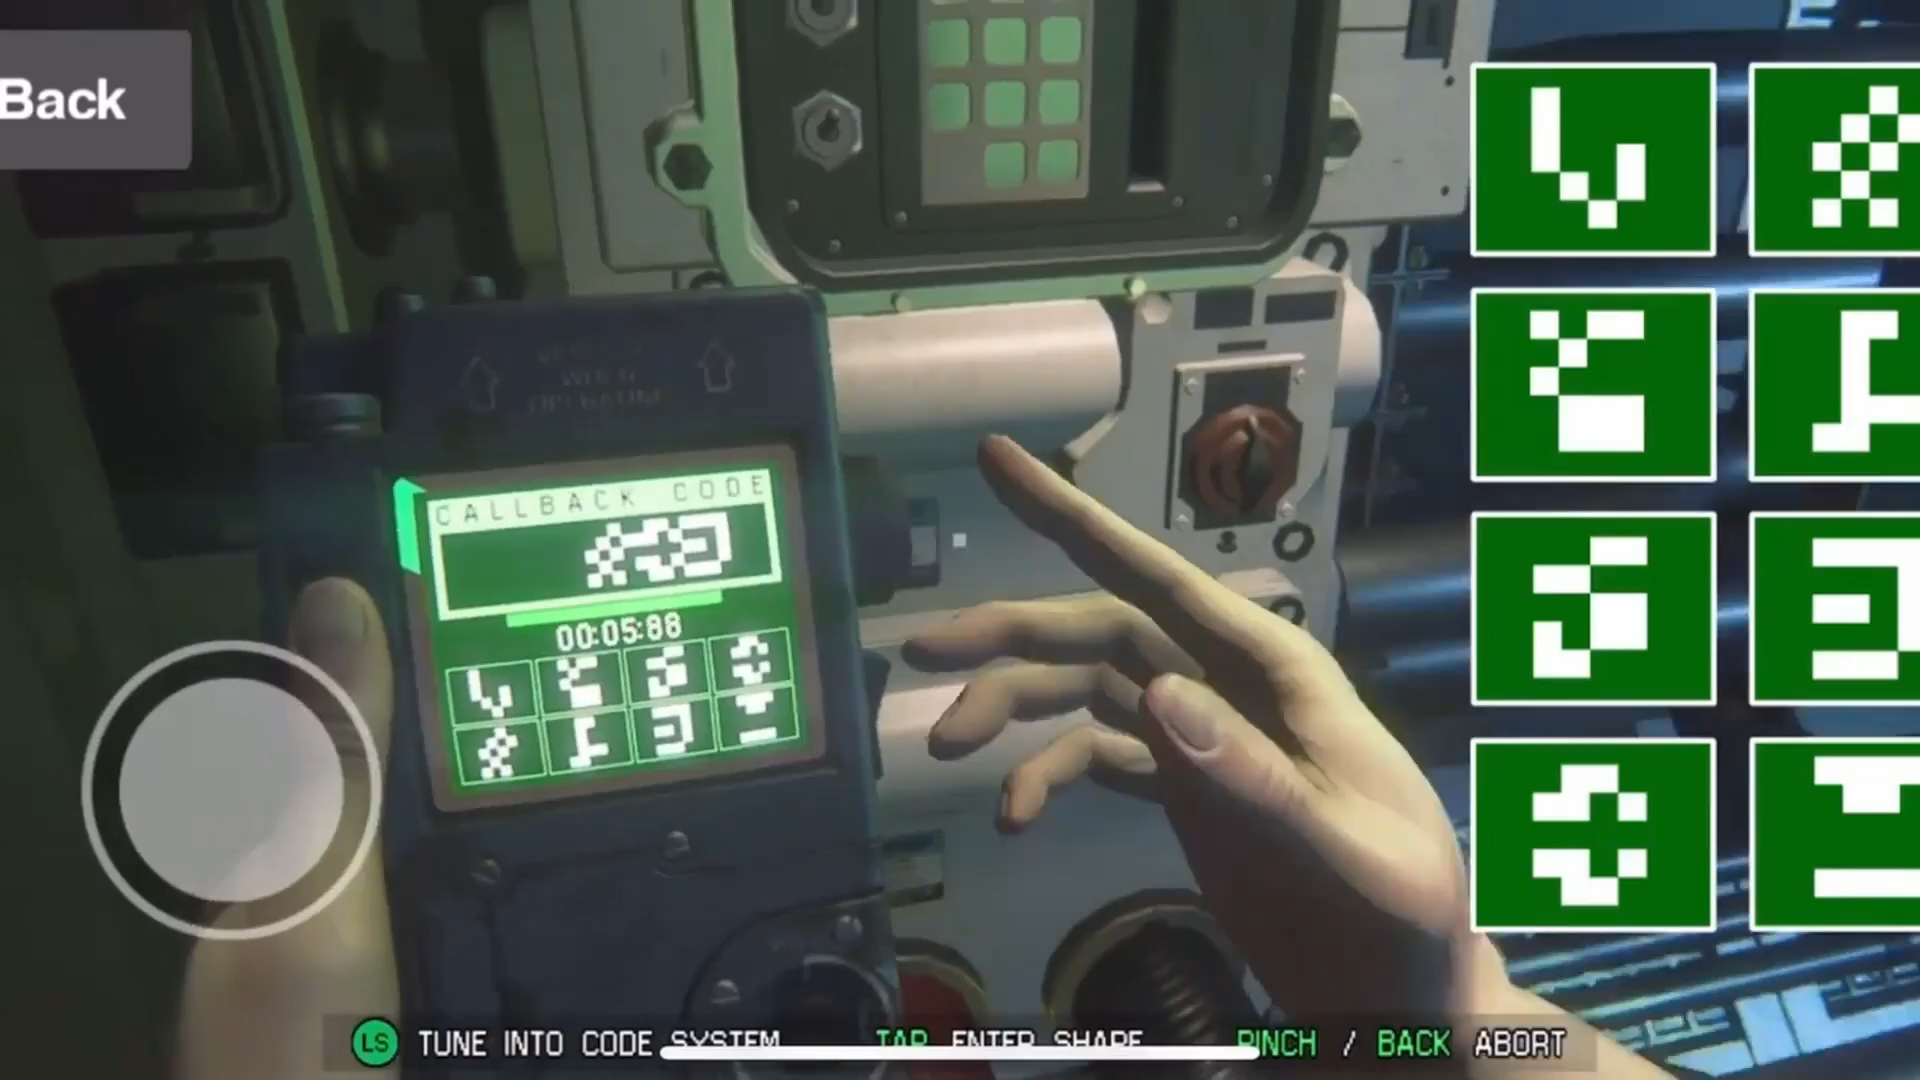 Back
CALLBACK CODE
00:05:88
LS TUNE INTO CODE SYSTEM TAP ENTER SHAPE PINCH / BACK ABORT